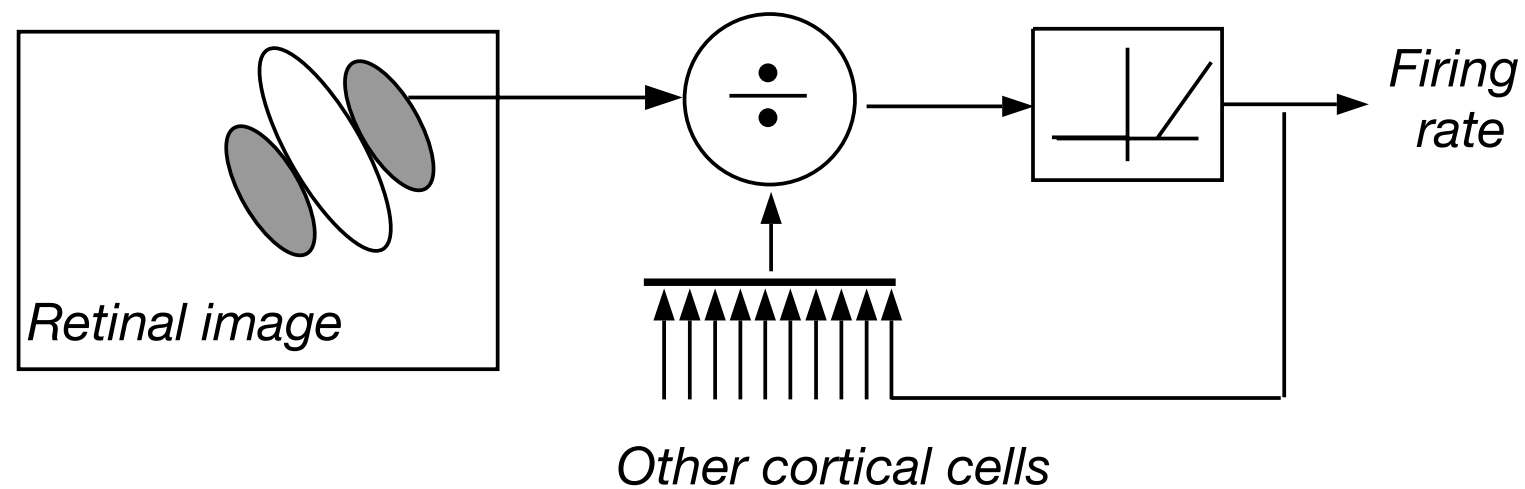 Firing
rate
Retinal image
Other cortical cells